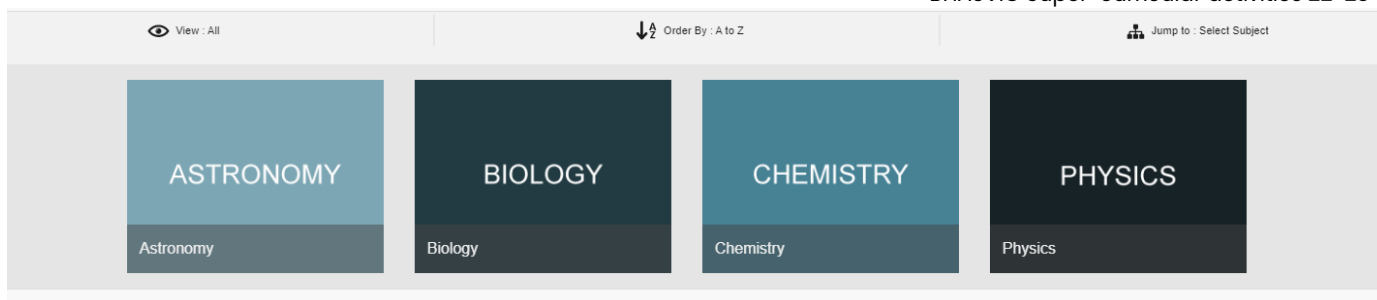 View : All
Order By : A to Z
Jump to : Select Subject
ASTRONOMY
BIOLOGY
CHEMISTRY
PHYSICS
Astronomy
Biology
Chemistry
Physics